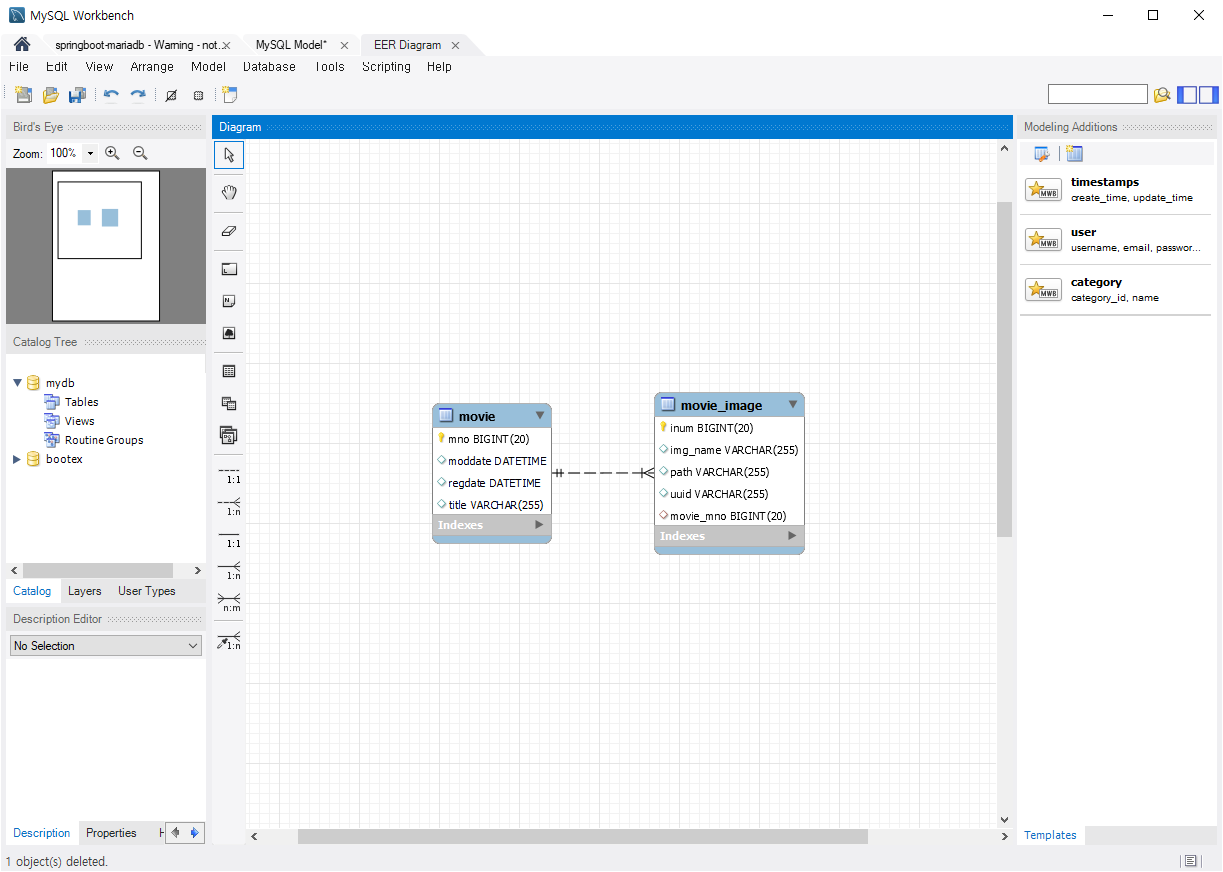 MySQL Workbench
springboot-mariadb - Warning - not...
MySQL Model*
EER Diagram
File Edit View Arrange Model Database Tools Scripting Help
Bird's Eye
Zoom: 100%
Catalog Tree
mydb
Tables
Views
Routine Groups
bootex
Catalog Layers User Types
Description Editor
No Selection
Description Properties H
1 object(s) deleted.
Diagram
1:1
1:n
1:1
1:n
n:m
1:n
movie
mno BIGINT(20)
moddate DATETIME
regdate DATETIME
title VARCHAR(255)
Indexes
movie_image
inum BIGINT(20)
img_name VARCHAR(255)
path VARCHAR(255)
uuid VARCHAR(255)
movie_mno BIGINT(20)
Indexes
Modeling Additions
MWB
timestamps
create_time, update_time
MWB
user
username, email, passwor...
MWB
category
category_id, name
Templates